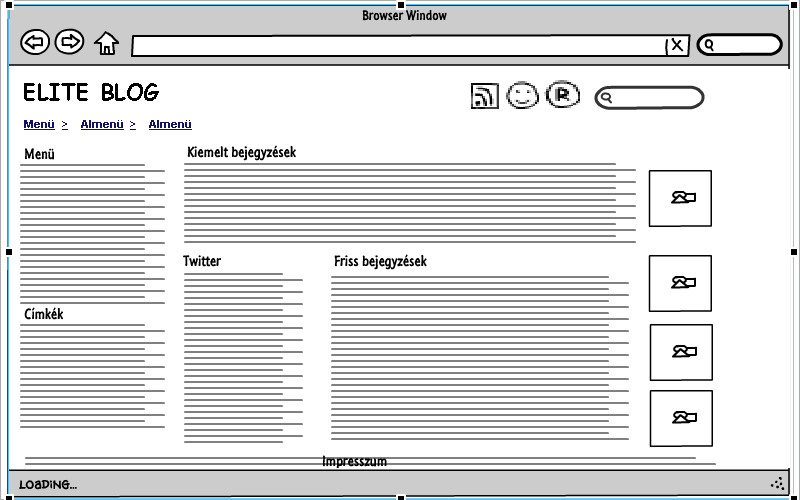 Browser Window
X
ELITE BLOG
R
Menü > Almenü > Almenü
Menü
Kiemelt bejegyzések
Twitter
Friss bejegyzések
Címkék
Impresszum
LOADING...